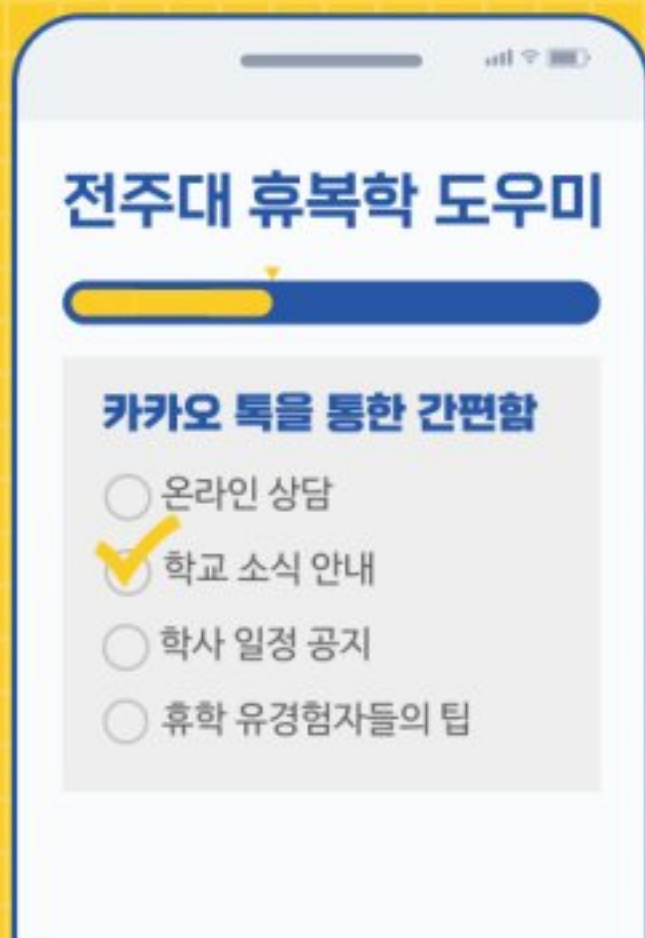 전주대 휴복학 도우미
카카오 톡을 통한 간편함
온라인 상담
학교 소식 안내
학사 일정 공지
휴학 유경험자들의 팁